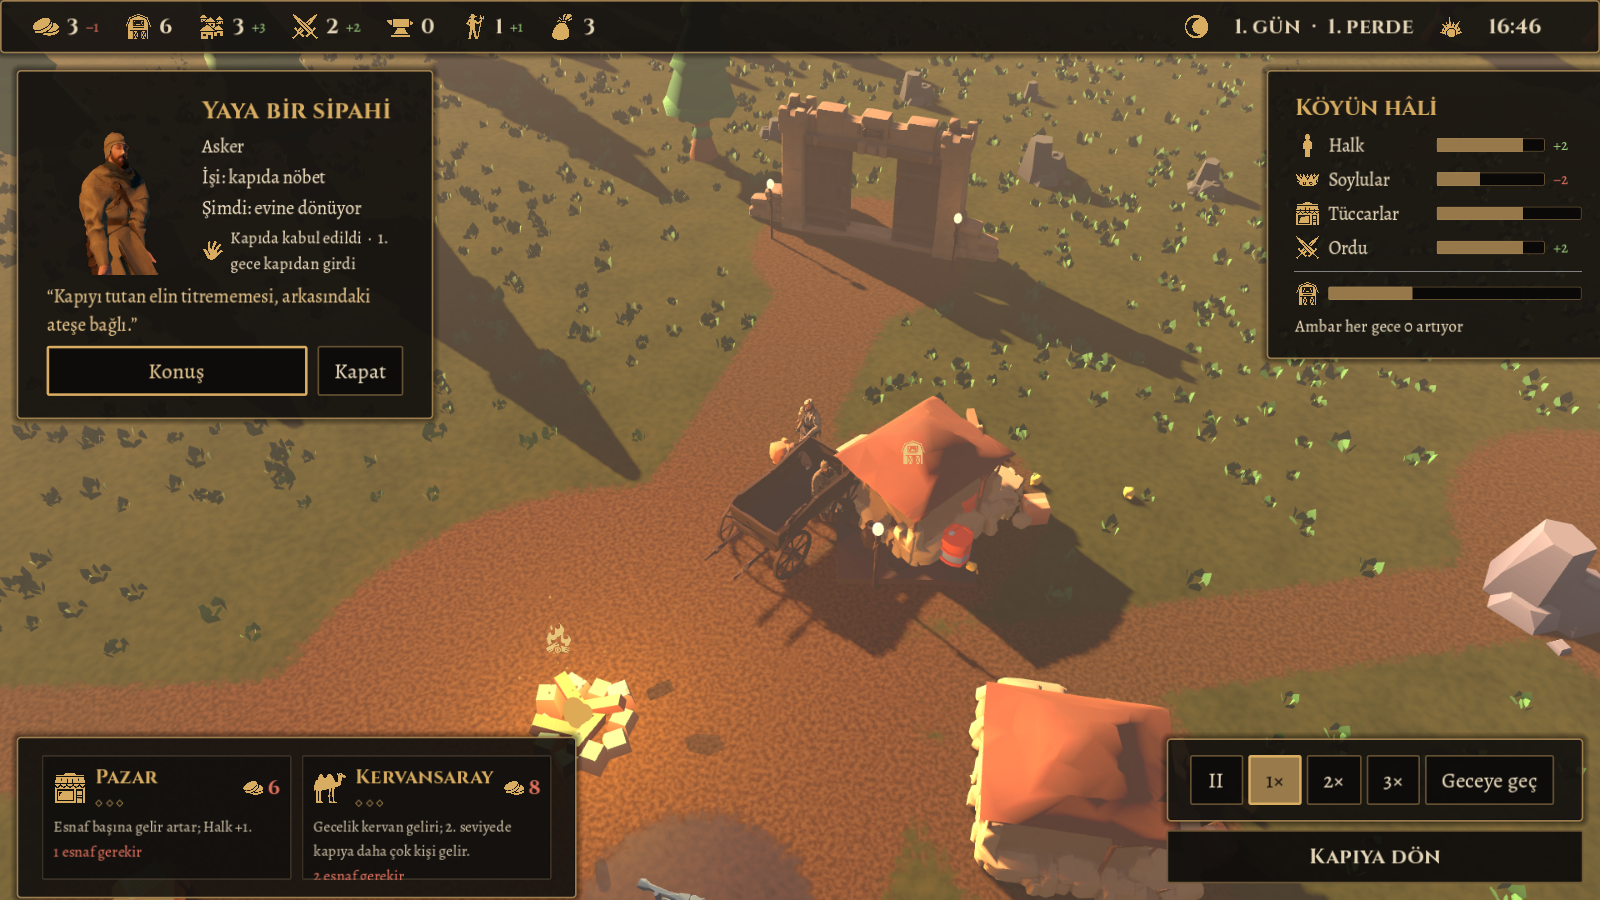 3 -1 6 3 +3 2 +2 0 1 +1 3 1. GÜN · 1. PERDE 16:46
YAYA BİR SİPAHİ
Asker
İşi: kapıda nöbet
Şimdi: evine dönüyor
Kapıda kabul edildi · 1.
gece kapıdan girdi
“Kapıyı tutan elin titrememesi, arkasındaki
ateşe bağlı.”
Konuş Kapat
KÖYÜN HÂLİ
Halk +2
Soylular -2
Tüccarlar
Ordu +2
Ambar her gece 0 artıyor
PAZAR 6
Esnaf başına gelir artar; Halk +1.
1 esnaf gerekir
KERVANSARAY 8
Gecelik kervan geliri; 2. seviyede
kapıya daha çok kişi gelir.
2 esnaf gerekir
II 1× 2× 3× Geceye geç
KAPIYA DÖN